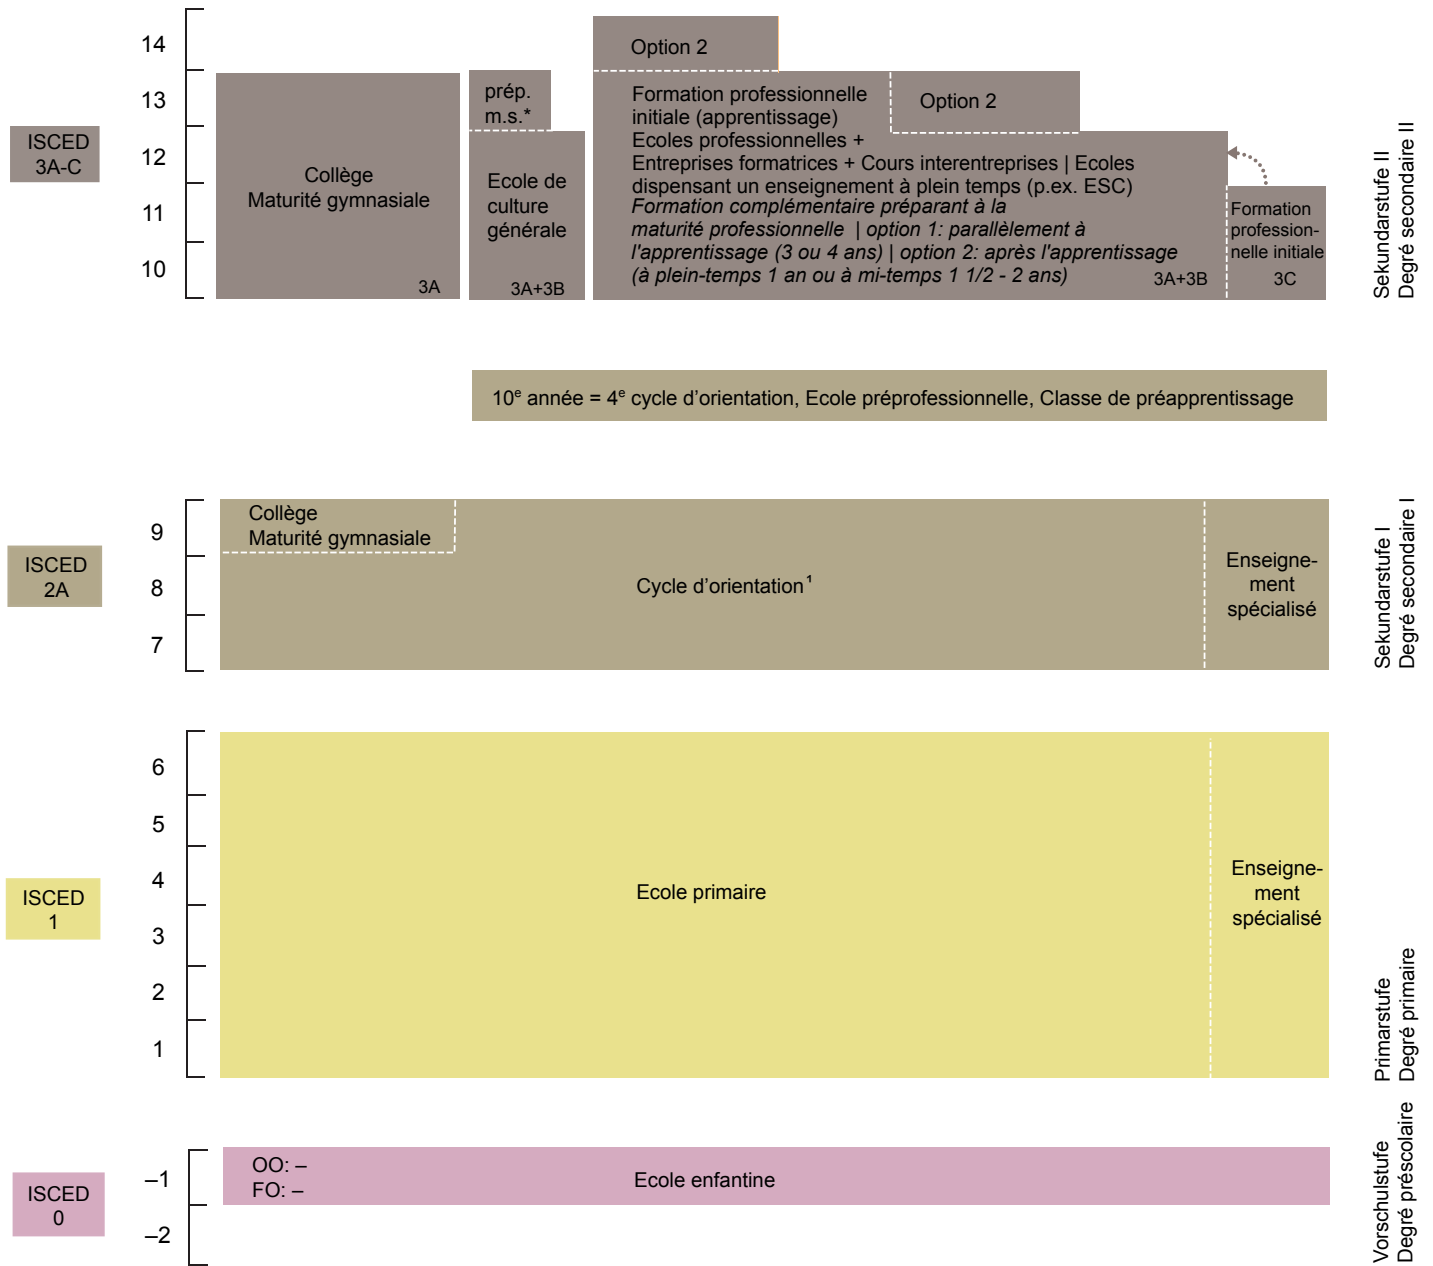 14
13
12
11
10
ISCED
3A-C
Collège
Maturité gymnasiale
3A
prép.
m.s.*
Ecole de
culture
générale
3A+3B
Option 2
Option 2
Formation professionnelle
initiale (apprentissage)
Ecoles professionnelles +
Entreprises formatrices + Cours interentreprises | Ecoles
dispensant un enseignement à plein temps (p.ex. ESC)
Formation complémentaire préparant à la
maturité professionnelle | option 1: parallèlement à
l'apprentissage (3 ou 4 ans) | option 2: après l'apprentissage
(à plein-temps 1 an ou à mi-temps 1 1/2 - 2 ans)
3A+3B
Formation
profession-
nelle initiale
3C
Sekundarstufe II
Degré secondaire II
10e année = 4e cycle d’orientation, Ecole préprofessionnelle, Classe de préapprentissage
9
8
7
ISCED
2A
Collège
Maturité gymnasiale
Cycle d’orientation¹
Enseigne-
ment
spécialisé
Sekundarstufe I
Degré secondaire I
6
5
4
3
2
1
ISCED
1
Ecole primaire
Enseigne-
ment
spécialisé
Primarstufe
Degré primaire
–1
–2
ISCED
0
OO: –
FO: –
Ecole enfantine
Vorschulstufe
Degré préscolaire